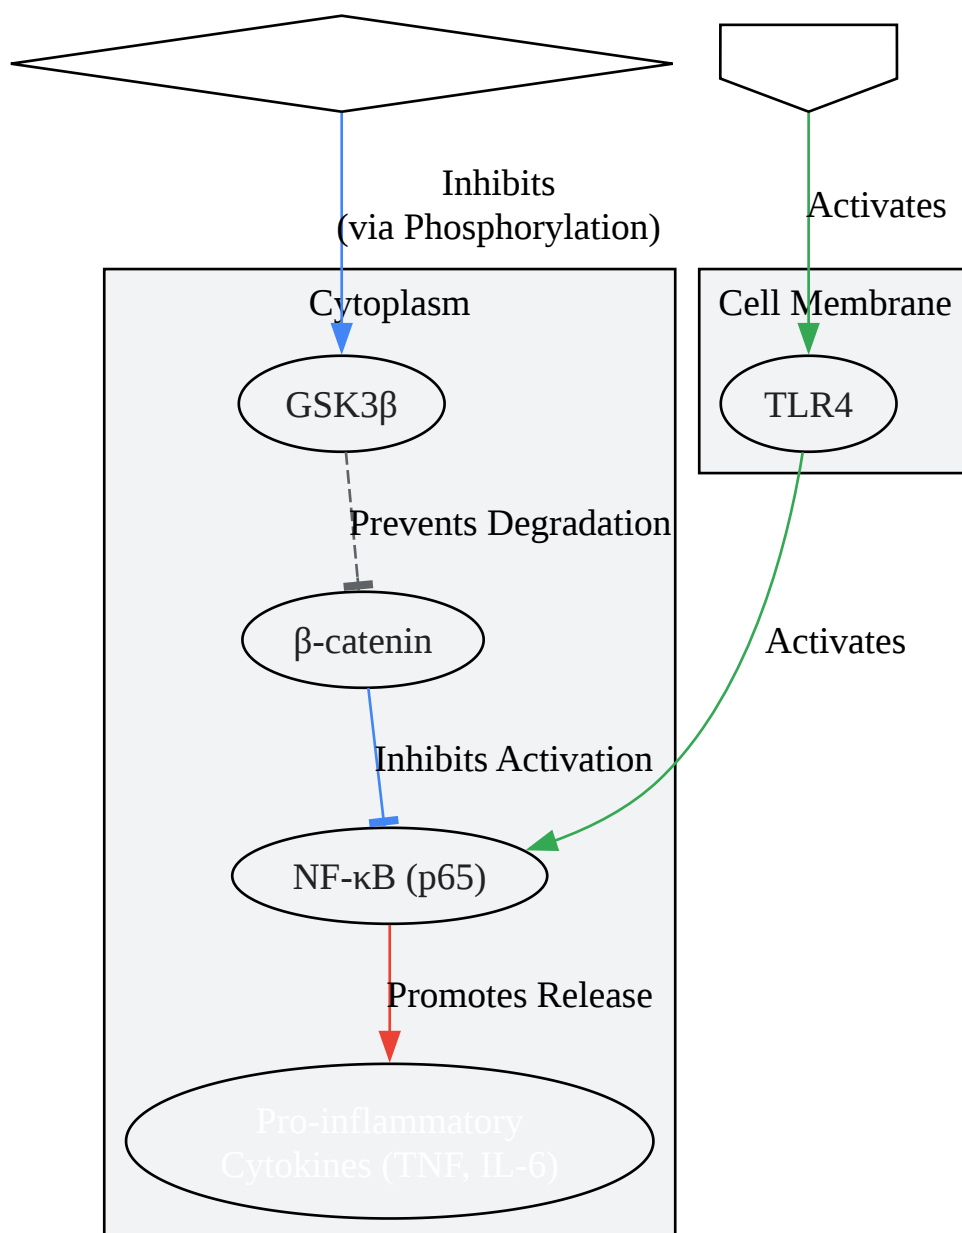 Inhibits
(via Phosphorylation)
Activates
Cytoplasm
Cell Membrane
GSK3β
TLR4
Prevents Degradation
β-catenin
Activates
Inhibits Activation
NF-κB (p65)
Promotes Release
Pro-inflammatory
Cytokines (TNF, IL-6)